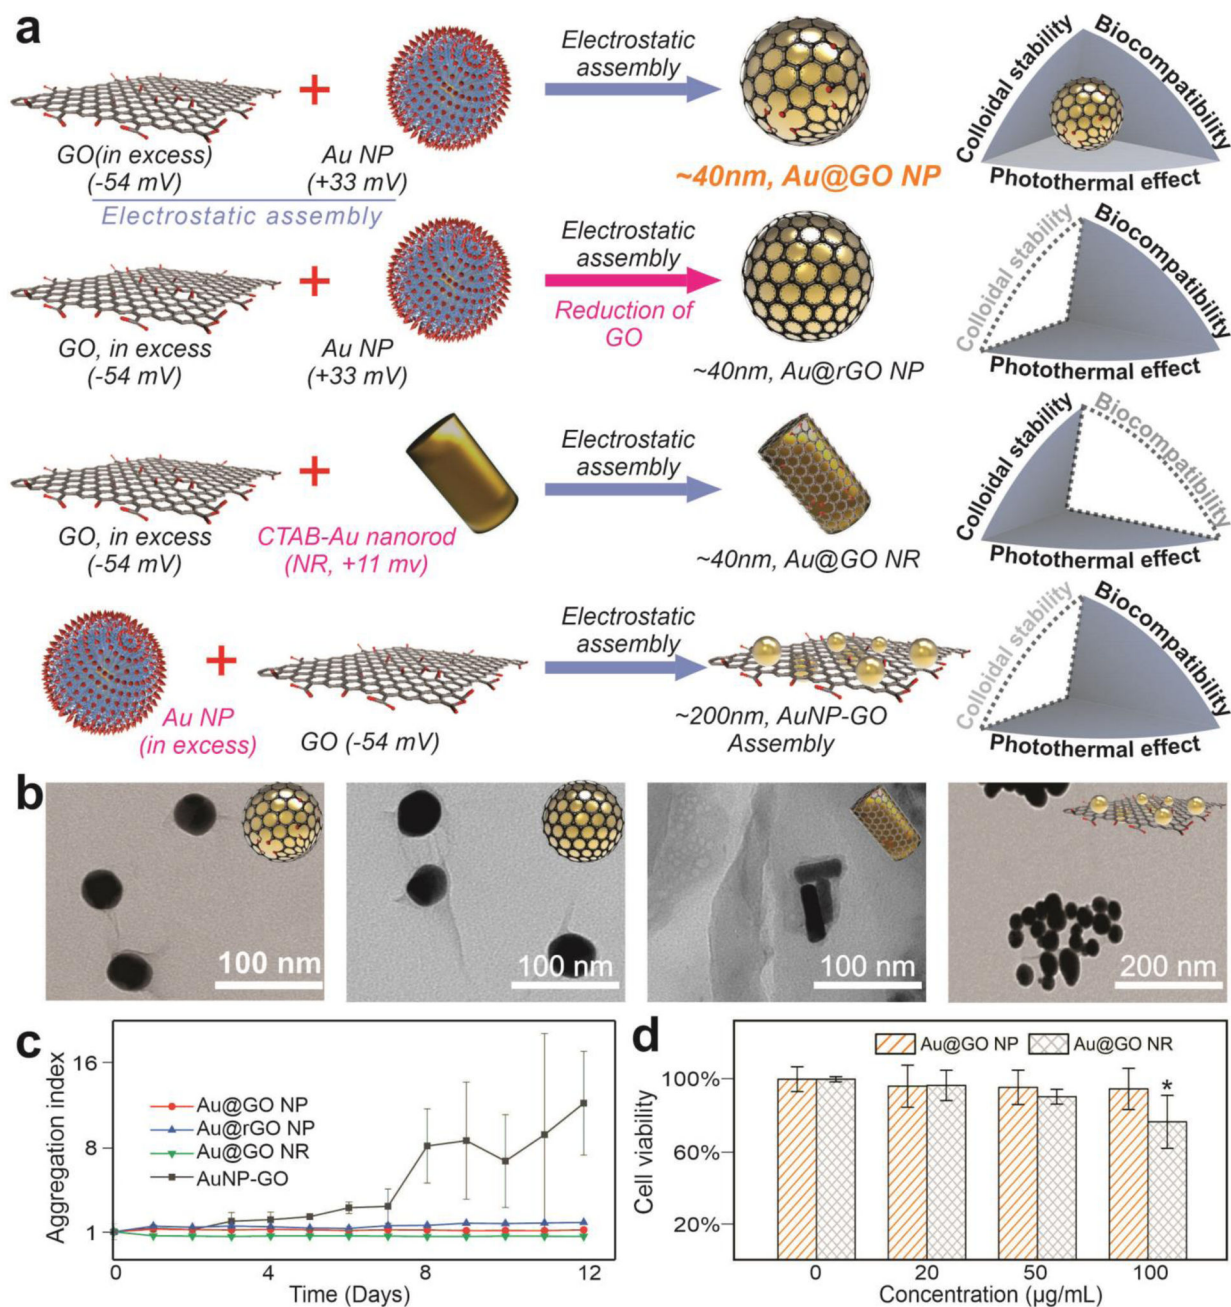 a
GO(in excess)
(-54 mV)
+
Au NP
(+33 mV)
Electrostatic assembly
Electrostatic
assembly
~40nm, Au@GO NP
Colloidal stability
Biocompatibility
Photothermal effect
GO, in excess
(-54 mV)
+
Au NP
(+33 mV)
Electrostatic
assembly
Reduction of
GO
~40nm, Au@rGO NP
Colloidal stability
Biocompatibility
Photothermal effect
GO, in excess
(-54 mV)
+
CTAB-Au nanorod
(NR, +11 mv)
Electrostatic
assembly
~40nm, Au@GO NR
Colloidal stability
Biocompatibility
Photothermal effect
Au NP
(in excess)
+
GO (-54 mV)
Electrostatic
assembly
~200nm, AuNP-GO
Assembly
Colloidal stability
Biocompatibility
Photothermal effect
b
100 nm
100 nm
100 nm
200 nm
c
Aggregation index
16
8
1
Au@GO NP
Au@rGO NP
Au@GO NR
AuNP-GO
0
4
8
12
Time (Days)
d
Cell viability
100%
60%
20%
Au@GO NP
Au@GO NR
*
0
20
50
100
Concentration (µg/mL)